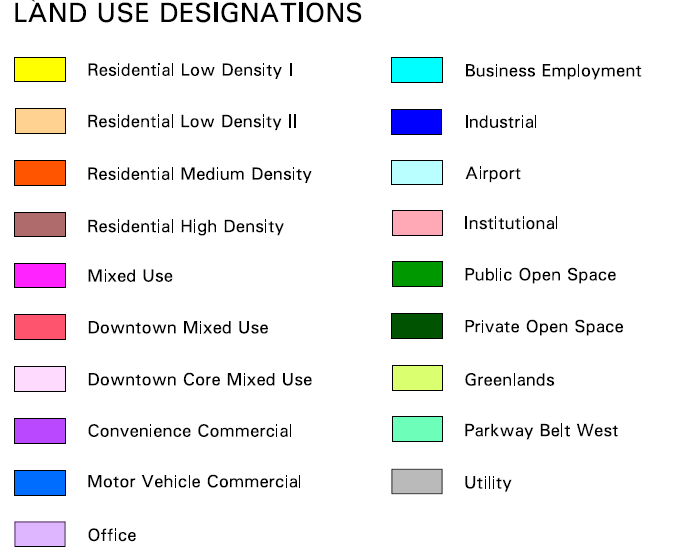 LAND USE DESIGNATIONS
Residential Low Density I
Residential Low Density II
Residential Medium Density
Residential High Density
Mixed Use
Downtown Mixed Use
Downtown Core Mixed Use
Convenience Commercial
Motor Vehicle Commercial
Office
Business Employment
Industrial
Airport
Institutional
Public Open Space
Private Open Space
Greenlands
Parkway Belt West
Utility